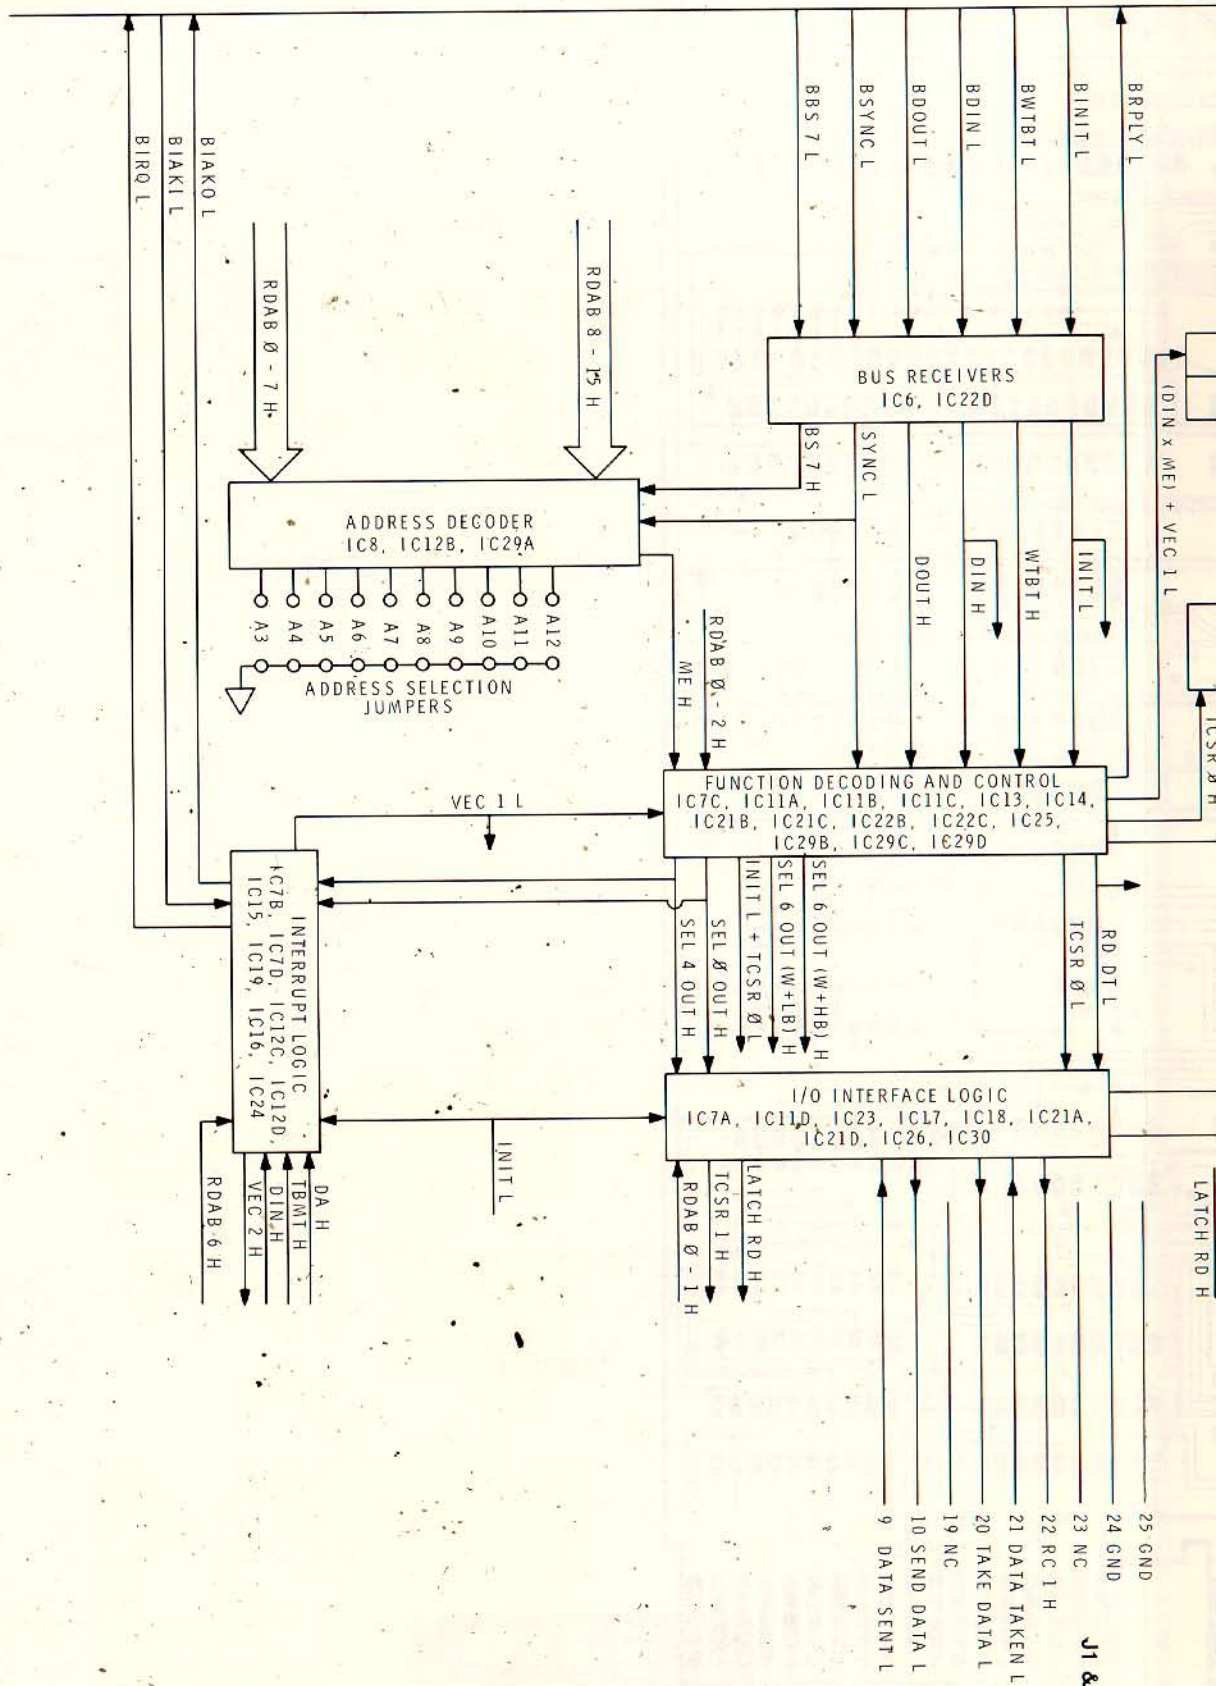 BIRQ L
BIAKI L
BIAKO L
BBS 7 L
BSYNC L
BDOUT L
BDIN L
BWTBT L
BINIT L
BRPLY L
RDAB Ø - 7 H
RDAB 8 - 15 H
BUS RECEIVERS
IC6, IC22D
(DIN x ME) + VEC 1 L
BS 7 H
SYNC L
ADDRESS DECODER
IC8, IC12B, IC29A
DOUT H
DIN H
WTBT H
INIT L
A3
A4
A5
A6
A7
A8
A9
A10
A11
A12
ADDRESS SELECTION
JUMPERS
ME H
RDAB Ø - 2 H
TCSR Ø H
FUNCTION DECODING AND CONTROL
IC7C, IC11A, IC11B, IC11C, IC13, IC14,
IC21B, IC21C, IC22B, IC22C, IC25,
IC29B, IC29C, IC29D
VEC 1 L
INTERRUPT LOGIC
IC7B, IC7D, IC12C, IC12D,
IC15, IC19, IC16, IC24
SEL 4 OUT H
SEL Ø OUT H
INIT L + TCSR Ø L
SEL 6 OUT (W+LB) H
SEL 6 OUT (W+HB) H
TCSR Ø L
RD DT L
I/O INTERFACE LOGIC
IC7A, IC11D, IC23, IC17, IC18, IC21A,
IC21D, IC26, IC30
INIT L
RDAB 6 H
VEC 2 H
DIN H
TBMT H
DA H
RDAB Ø - 1 H
TCSR 1 H
LATCH RD H
LATCH RD H
9 DATA SENT L
10 SEND DATA L
19 NC
20 TAKE DATA L
21 DATA TAKEN L
22 RC 1 H
23 NC
24 GND
25 GND
J1 &